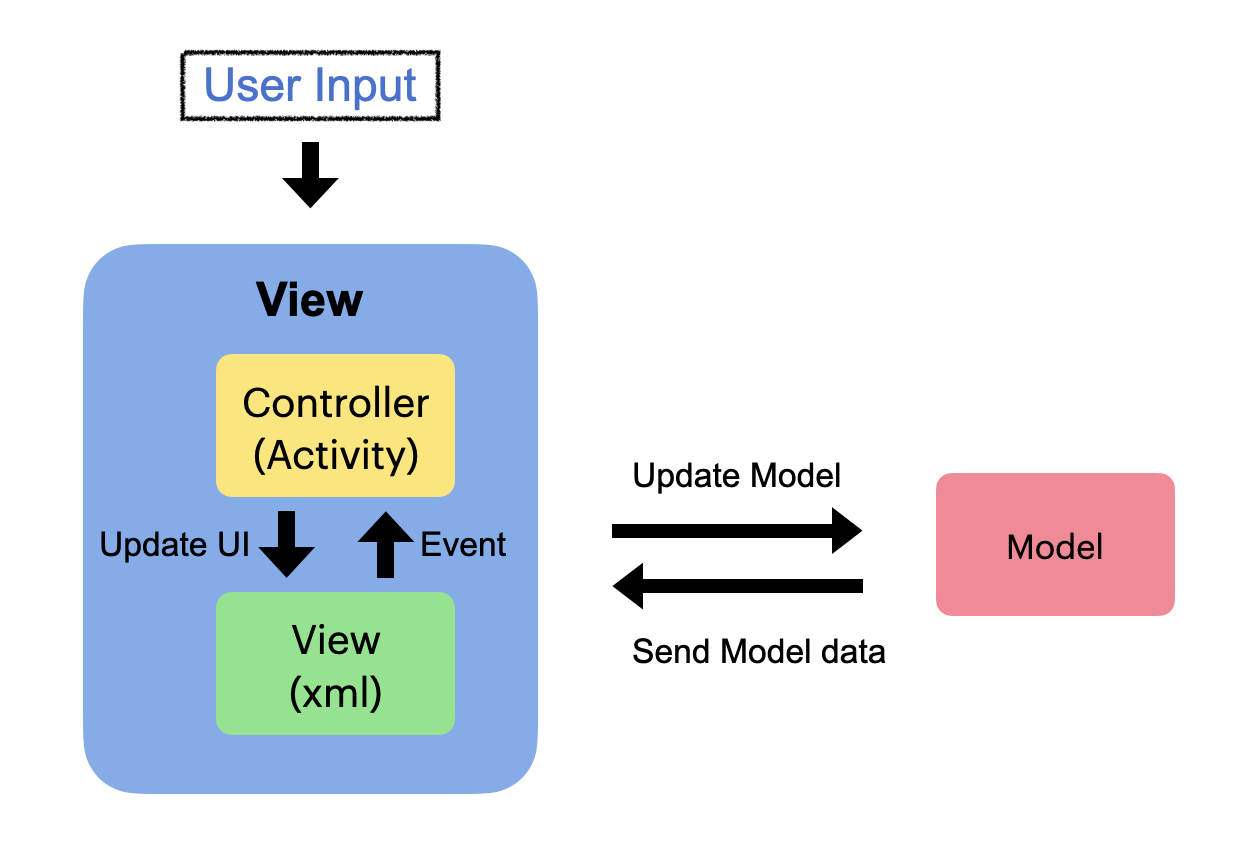 User Input
View
Controller
(Activity)
Update UI
Event
View
(xml)
Update Model
Send Model data
Model